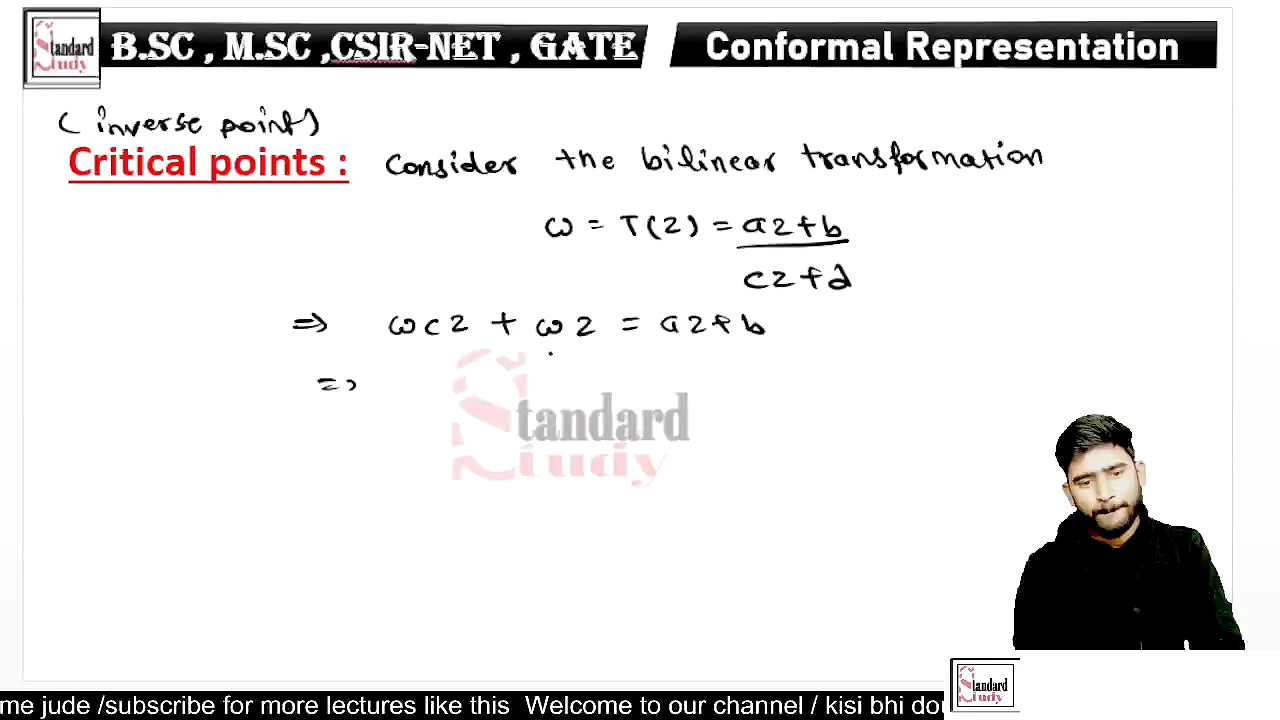 Standard Study
B.SC , M.SC ,CSIR-NET , GATE
Conformal Representation
(inverse point)
Critical points : Consider the bilinear transformation
ω = T(z) = az+b
cz+d
⇒ ωcz + ωz = az+b
⇒
Standard Study
Standard Study
me jude /subscribe for more lectures like this Welcome to our channel / kisi bhi